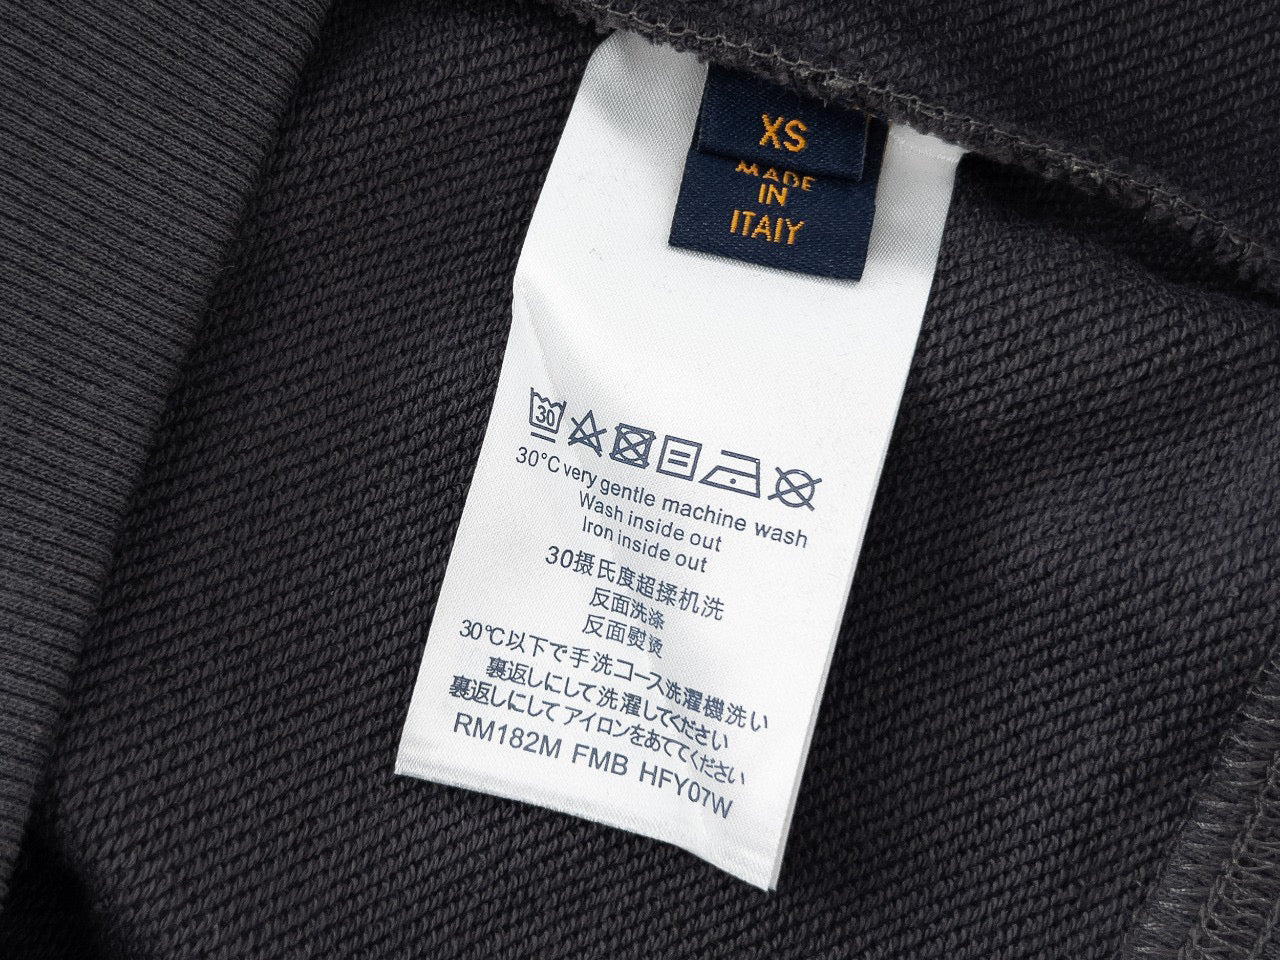 XS
MADE
IN
ITAIY
30
30°C very gentle machine wash
Wash inside out
Iron inside out
30摄氏度超揉机洗
反面洗涤
反面熨烫
30℃以下で手洗コース洗濯機洗い
裏返しにして洗濯してください
裏返しにしてアイロンをあててください
RM182M FMB HFY07W